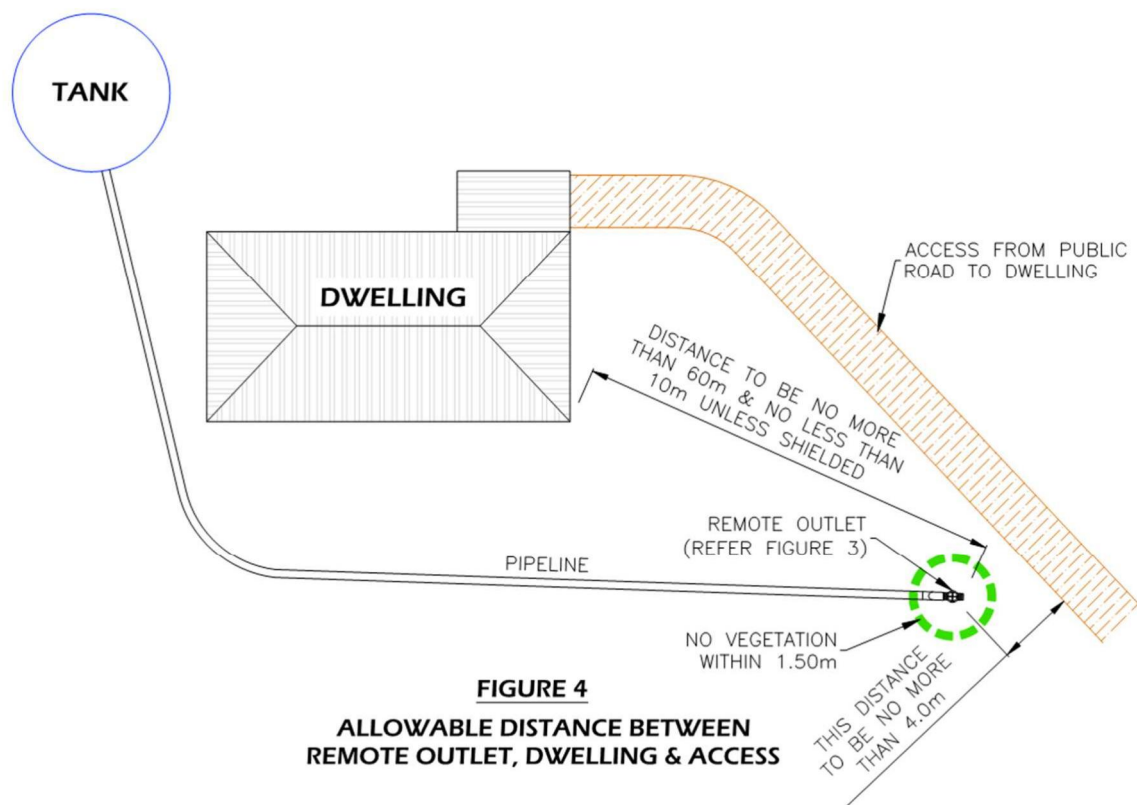 TANK
DWELLING
ACCESS FROM PUBLIC
ROAD TO DWELLING
DISTANCE TO BE NO MORE
THAN 60m & NO LESS THAN
10m UNLESS SHIELDED
REMOTE OUTLET
(REFER FIGURE 3)
PIPELINE
NO VEGETATION
WITHIN 1.50m
THIS DISTANCE
TO BE NO MORE
THAN 4.0m
FIGURE 4
ALLOWABLE DISTANCE BETWEEN
REMOTE OUTLET, DWELLING & ACCESS